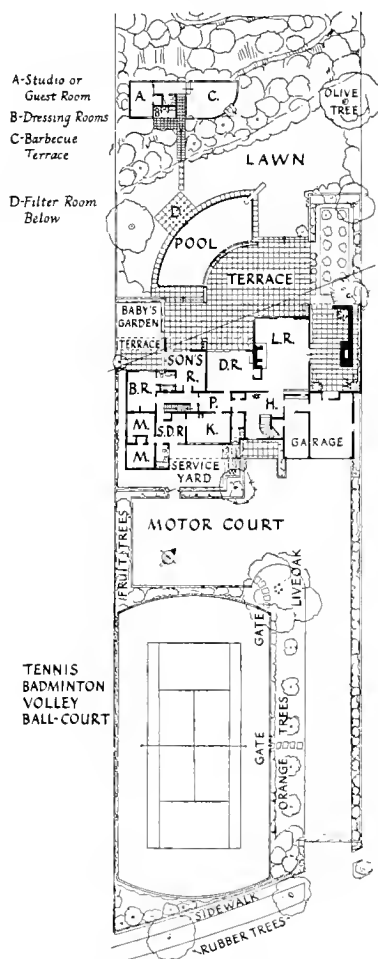 A-Studio or
Guest Room
B-Dressing Rooms
C-Barbecue
Terrace
D-Filter Room
Below
A.
C.
B
OLIVE
TREE
LAWN
D.
POOL
TERRACE
BABY'S
GARDEN
TERRACE
SON'S
R.
L.R.
D.R.
B.R.
P.
H.
M.
S.D.R.
K.
GARAGE
M.
SERVICE
YARD
MOTOR COURT
FRUIT TREES
LIVE OAK
GATE
TENNIS
BADMINTON
VOLLEY
BALL-COURT
GATE
ORANGE TREES
SIDEWALK
RUBBER TREES